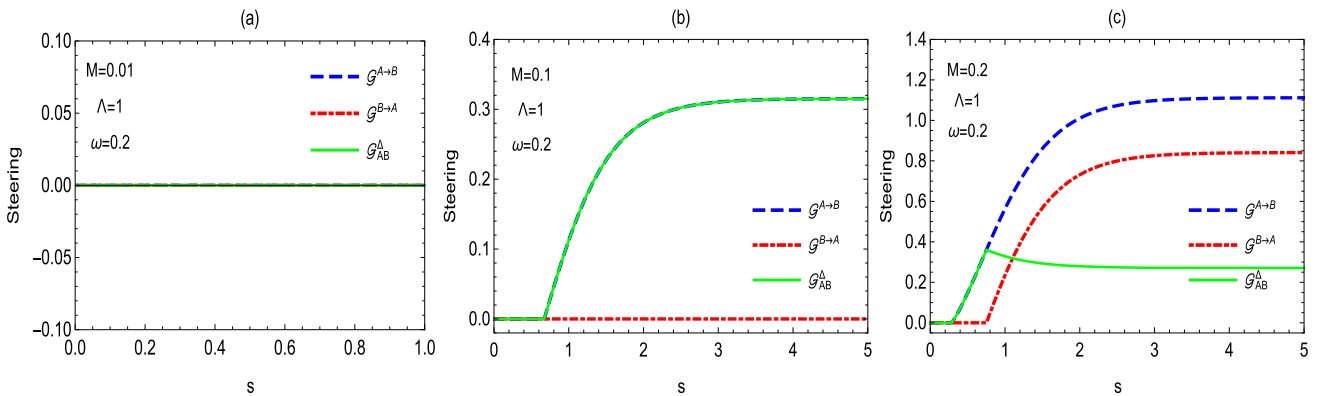 (a)
Steering
0.10
0.05
0.00
−0.05
−0.10
M=0.01
Λ=1
ω=0.2
𝒢^{A→B}
𝒢^{B→A}
𝒢^{Δ}_{AB}
0.0 0.2 0.4 0.6 0.8 1.0
s
(b)
Steering
0.4
0.3
0.2
0.1
0.0
M=0.1
Λ=1
ω=0.2
𝒢^{A→B}
𝒢^{B→A}
𝒢^{Δ}_{AB}
0 1 2 3 4 5
s
(c)
Steering
1.4
1.2
1.0
0.8
0.6
0.4
0.2
0.0
M=0.2
Λ=1
ω=0.2
𝒢^{A→B}
𝒢^{B→A}
𝒢^{Δ}_{AB}
0 1 2 3 4 5
s